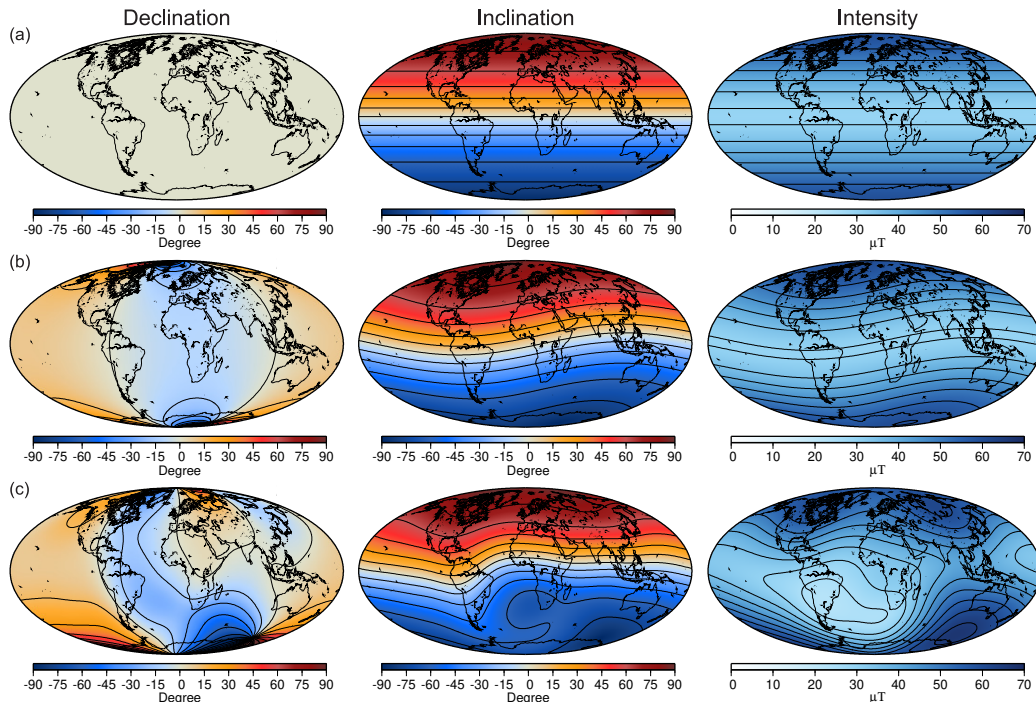 Declination Inclination Intensity
(a)
-90 -75 -60 -45 -30 -15 0 15 30 45 60 75 90 -90 -75 -60 -45 -30 -15 0 15 30 45 60 75 90 0 10 20 30 40 50 60 70
Degree Degree µT
(b)
-90 -75 -60 -45 -30 -15 0 15 30 45 60 75 90 -90 -75 -60 -45 -30 -15 0 15 30 45 60 75 90 0 10 20 30 40 50 60 70
Degree Degree µT
(c)
-90 -75 -60 -45 -30 -15 0 15 30 45 60 75 90 -90 -75 -60 -45 -30 -15 0 15 30 45 60 75 90 0 10 20 30 40 50 60 70
Degree Degree µT